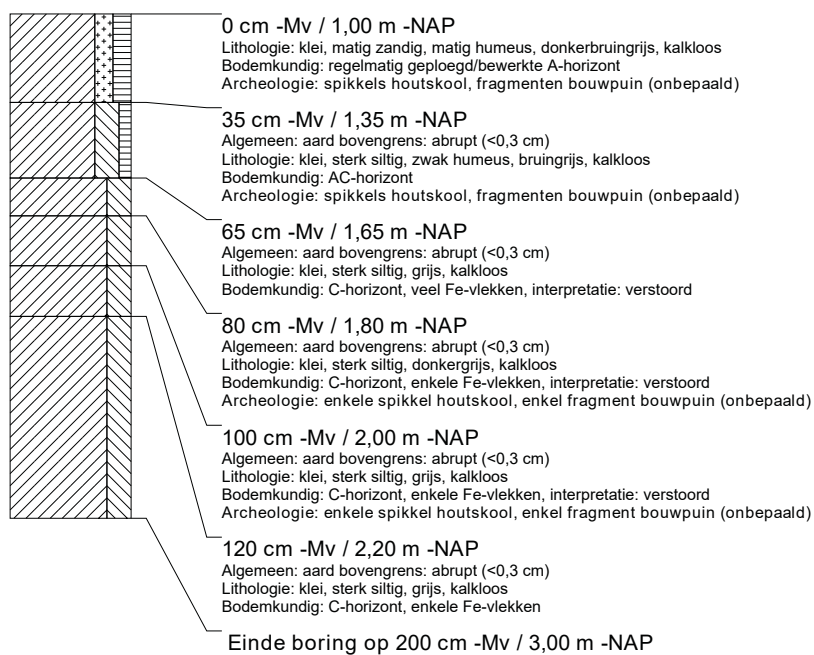 0 cm -Mv / 1,00 m -NAP
Lithologie: klei, matig zandig, matig humeus, donkerbruingrijs, kalkloos
Bodemkundig: regelmatig geploegd/bewerkte A-horizont
Archeologie: spikkels houtskool, fragmenten bouwpuin (onbepaald)
35 cm -Mv / 1,35 m -NAP
Algemeen: aard bovengrens: abrupt (<0,3 cm)
Lithologie: klei, sterk siltig, zwak humeus, bruingrijs, kalkloos
Bodemkundig: AC-horizont
Archeologie: spikkels houtskool, fragmenten bouwpuin (onbepaald)
65 cm -Mv / 1,65 m -NAP
Algemeen: aard bovengrens: abrupt (<0,3 cm)
Lithologie: klei, sterk siltig, grijs, kalkloos
Bodemkundig: C-horizont, veel Fe-vlekken, interpretatie: verstoord
80 cm -Mv / 1,80 m -NAP
Algemeen: aard bovengrens: abrupt (<0,3 cm)
Lithologie: klei, sterk siltig, donkergrijs, kalkloos
Bodemkundig: C-horizont, enkele Fe-vlekken, interpretatie: verstoord
Archeologie: enkele spikkel houtskool, enkel fragment bouwpuin (onbepaald)
100 cm -Mv / 2,00 m -NAP
Algemeen: aard bovengrens: abrupt (<0,3 cm)
Lithologie: klei, sterk siltig, grijs, kalkloos
Bodemkundig: C-horizont, enkele Fe-vlekken, interpretatie: verstoord
Archeologie: enkele spikkel houtskool, enkel fragment bouwpuin (onbepaald)
120 cm -Mv / 2,20 m -NAP
Algemeen: aard bovengrens: abrupt (<0,3 cm)
Lithologie: klei, sterk siltig, grijs, kalkloos
Bodemkundig: C-horizont, enkele Fe-vlekken
Einde boring op 200 cm -Mv / 3,00 m -NAP